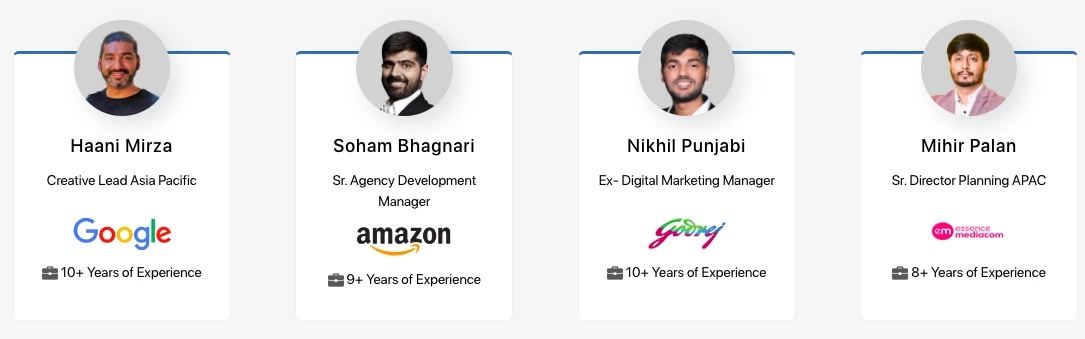 Haani Mirza
Creative Lead Asia Pacific
Google
10+ Years of Experience
Soham Bhagnari
Sr. Agency Development
Manager
amazon
9+ Years of Experience
Nikhil Punjabi
Ex- Digital Marketing Manager
Godrej
10+ Years of Experience
Mihir Palan
Sr. Director Planning APAC
em essence
mediacom
8+ Years of Experience